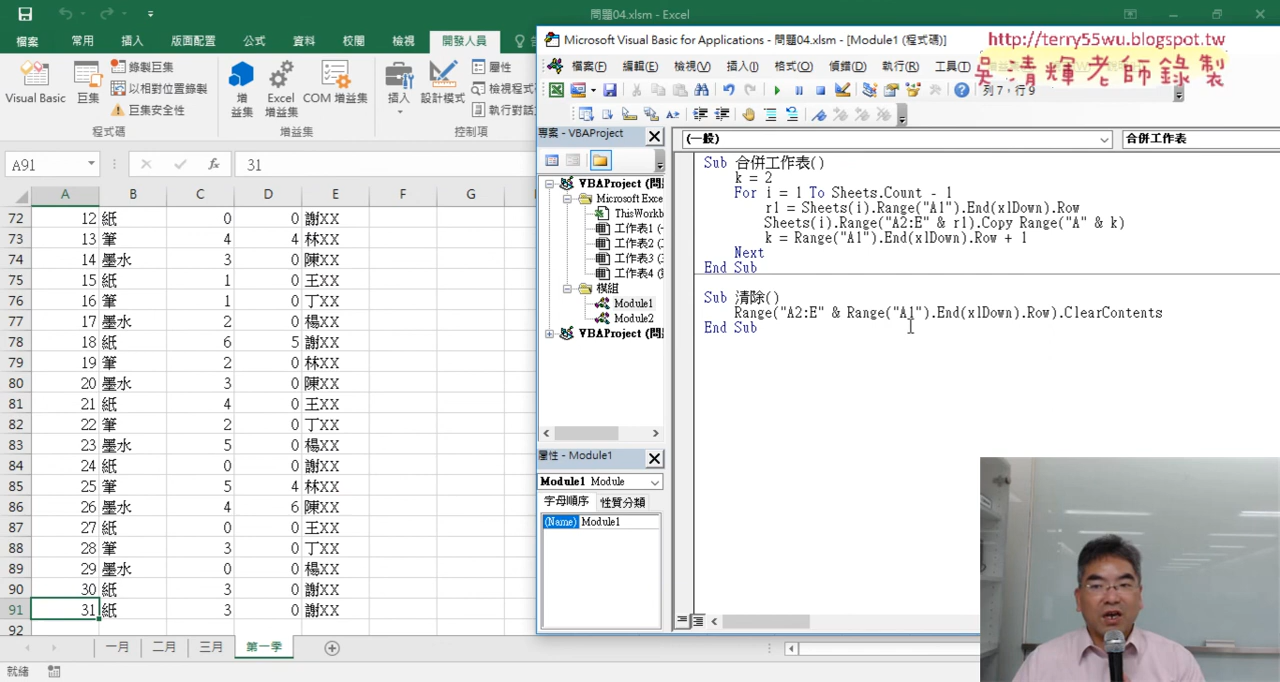 問題04.xlsm - Excel
檔案 常用 插入 版面配置 公式 資料 校閱 檢視 開發人員
Visual Basic 巨集 錄製巨集 以相對位置錄製 巨集安全性 程式碼
增益集 Excel 增益集 COM 增益集 增益集
插入 設計模式 屬性 檢視程式 執行對話 控制項
A91 fx 31
A B C D E F G
72 12 紙 0 0 謝XX
73 13 筆 4 4 林XX
74 14 墨水 3 0 陳XX
75 15 紙 1 0 王XX
76 16 筆 1 0 丁XX
77 17 墨水 2 0 楊XX
78 18 紙 6 5 謝XX
79 19 筆 2 0 林XX
80 20 墨水 3 0 陳XX
81 21 紙 4 0 王XX
82 22 筆 2 0 丁XX
83 23 墨水 5 0 楊XX
84 24 紙 0 0 謝XX
85 25 筆 5 4 林XX
86 26 墨水 4 6 陳XX
87 27 紙 0 0 王XX
88 28 筆 3 0 丁XX
89 29 墨水 0 0 楊XX
90 30 紙 3 0 謝XX
91 31 紙 3 0 謝XX
92
一月 二月 三月 第一季
就緒
Microsoft Visual Basic for Applications - 問題04.xlsm - [Module1 (程式碼)]
http://terry55wu.blogspot.tw
吳清輝老師錄製
檔案(F) 編輯(E) 檢視(V) 插入(I) 格式(O) 偵錯(D) 執行(R) 工具(T)
列 7, 行 9
專案 - VBAProject
VBAProject (問
Microsoft Exce
ThisWorkb
工作表1 (
工作表2 (
工作表3 (
工作表4 (
模組
Module1
Module2
VBAProject (問
屬性 - Module1
Module1 Module
字母順序 性質分類
(Name) Module1
(一般) 合併工作表
Sub 合併工作表()
k = 2
For i = 1 To Sheets.Count - 1
r1 = Sheets(i).Range("A1").End(xlDown).Row
Sheets(i).Range("A2:E" & r1).Copy Range("A" & k)
k = Range("A1").End(xlDown).Row + 1
Next
End Sub
Sub 清除()
Range("A2:E" & Range("A1").End(xlDown).Row).ClearContents
End Sub